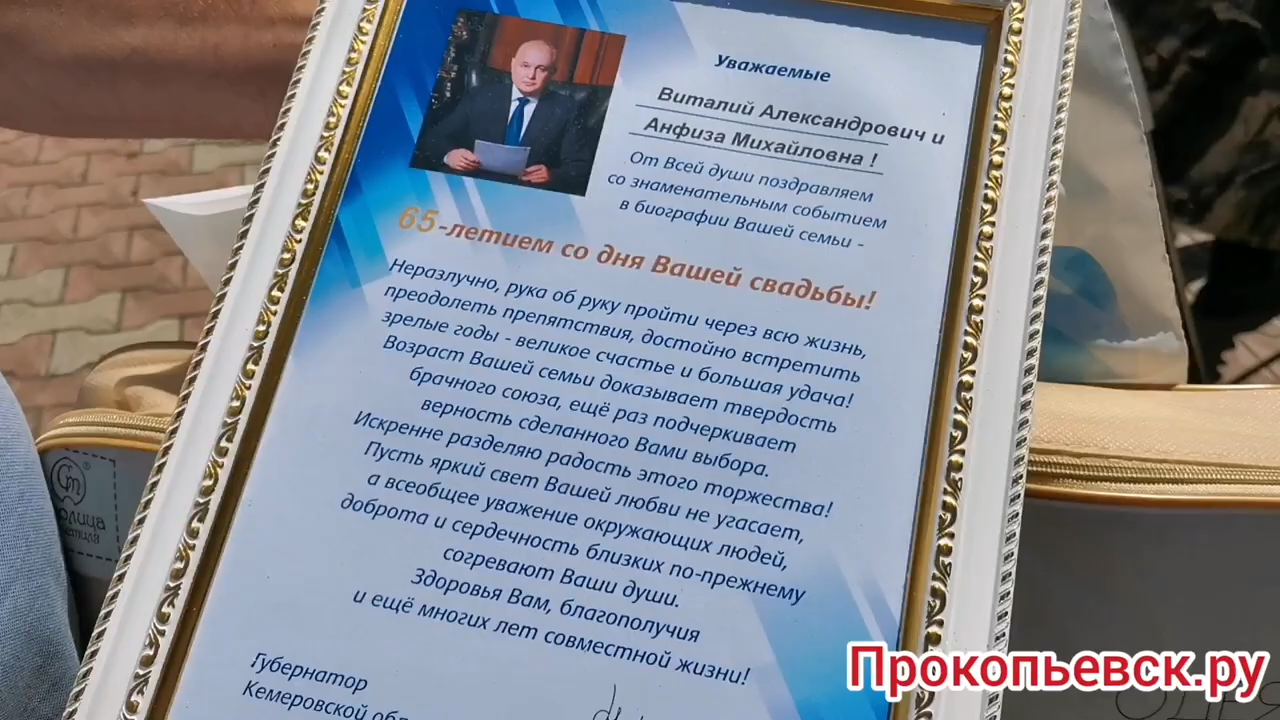 Уважаемые
Виталий Александрович и
Анфиза Михайловна !
От Всей души поздравляем
со знаменательным событием
в биографии Вашей семьи -
65-летием со дня Вашей свадьбы!
Неразлучно, рука об руку пройти через всю жизнь,
преодолеть препятствия, достойно встретить
зрелые годы - великое счастье и большая удача!
Возраст Вашей семьи доказывает твердость
брачного союза, ещё раз подчеркивает
верность сделанного Вами выбора.
Искренне разделяю радость этого торжества!
Пусть яркий свет Вашей любви не угасает,
а всеобщее уважение окружающих людей,
доброта и сердечность близких по-прежнему
согревают Ваши души.
Здоровья Вам, благополучия
и ещё многих лет совместной жизни!
Губернатор
Кемеровской
Прокопьевск.ру